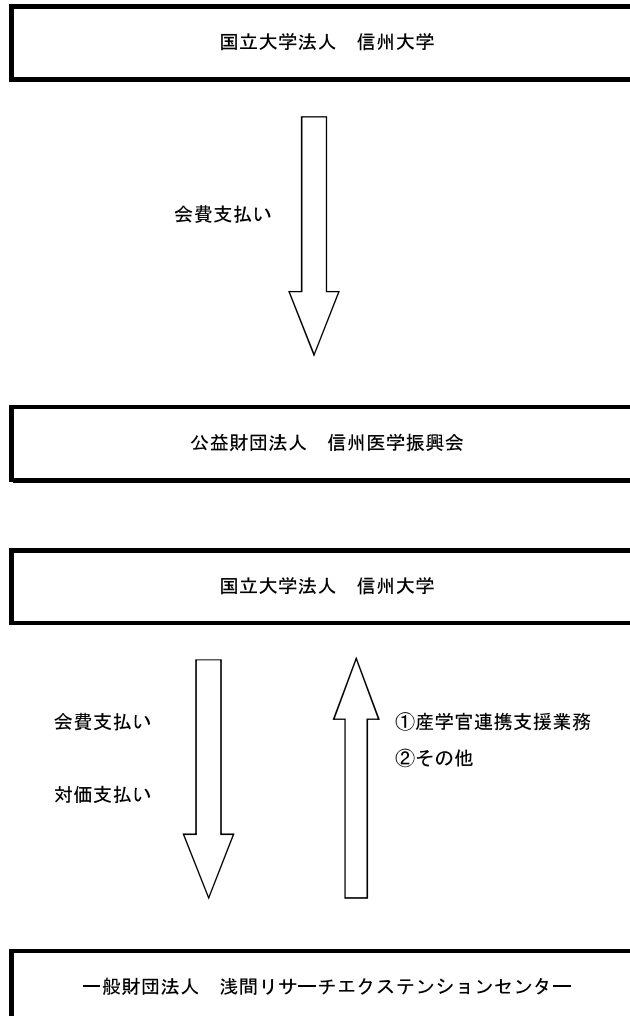 国立大学法人　信州大学
会費支払い
公益財団法人　信州医学振興会
国立大学法人　信州大学
会費支払い
対価支払い
①産学官連携支援業務
②その他
一般財団法人　浅間リサーチエクステンションセンター